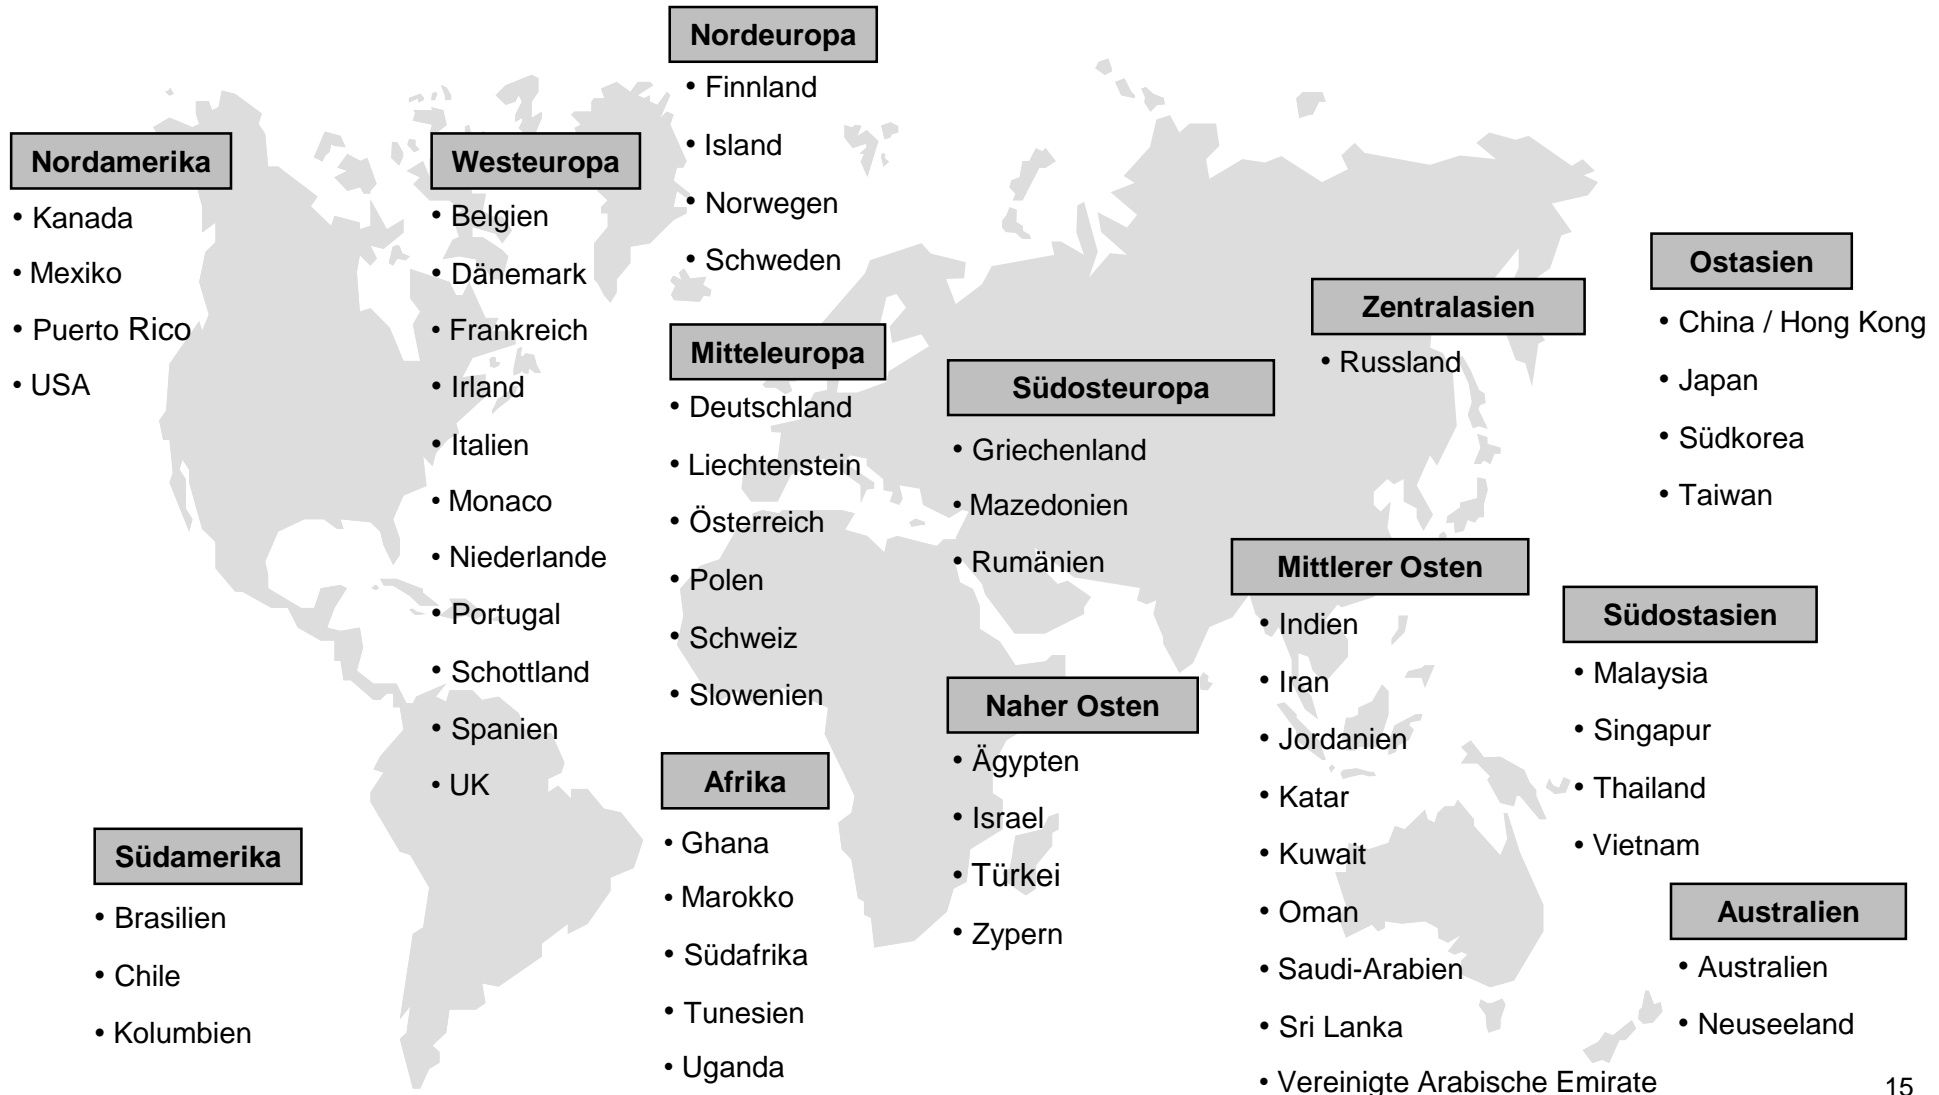 Nordamerika
• Kanada
• Mexiko
• Puerto Rico
• USA
Südamerika
• Brasilien
• Chile
• Kolumbien
Westeuropa
• Belgien
• Dänemark
• Frankreich
• Irland
• Italien
• Monaco
• Niederlande
• Portugal
• Schottland
• Spanien
• UK
Nordeuropa
• Finnland
• Island
• Norwegen
• Schweden
Mitteleuropa
• Deutschland
• Liechtenstein
• Österreich
• Polen
• Schweiz
• Slowenien
Afrika
• Ghana
• Marokko
• Südafrika
• Tunesien
• Uganda
Südosteuropa
• Griechenland
• Mazedonien
• Rumänien
Naher Osten
• Ägypten
• Israel
• Türkei
• Zypern
Zentralasien
• Russland
Mittlerer Osten
• Indien
• Iran
• Jordanien
• Katar
• Kuwait
• Oman
• Saudi-Arabien
• Sri Lanka
• Vereinigte Arabische Emirate
Ostasien
• China / Hong Kong
• Japan
• Südkorea
• Taiwan
Südostasien
• Malaysia
• Singapur
• Thailand
• Vietnam
Australien
• Australien
• Neuseeland
15